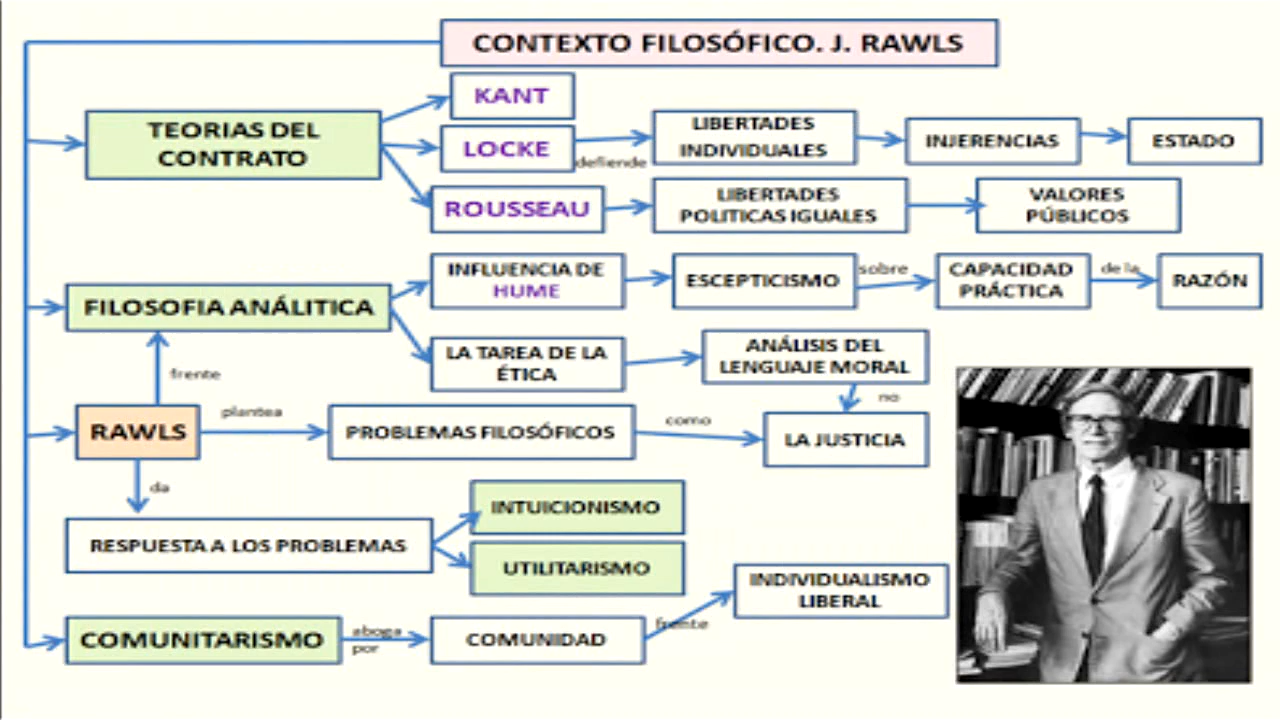 CONTEXTO FILOSÓFICO. J. RAWLS
TEORIAS DEL
CONTRATO
KANT
LOCKE
defiende
LIBERTADES
INDIVIDUALES
INJERENCIAS
ESTADO
ROUSSEAU
LIBERTADES
POLITICAS IGUALES
VALORES
PÚBLICOS
FILOSOFIA ANÁLITICA
INFLUENCIA DE
HUME
ESCEPTICISMO
sobre
CAPACIDAD
PRÁCTICA
de la
RAZÓN
LA TAREA DE LA
ÉTICA
ANÁLISIS DEL
LENGUAJE MORAL
no
frente
RAWLS
plantea
PROBLEMAS FILOSÓFICOS
como
LA JUSTICIA
da
RESPUESTA A LOS PROBLEMAS
INTUICIONISMO
UTILITARISMO
COMUNITARISMO
aboga
por
COMUNIDAD
frente
INDIVIDUALISMO
LIBERAL